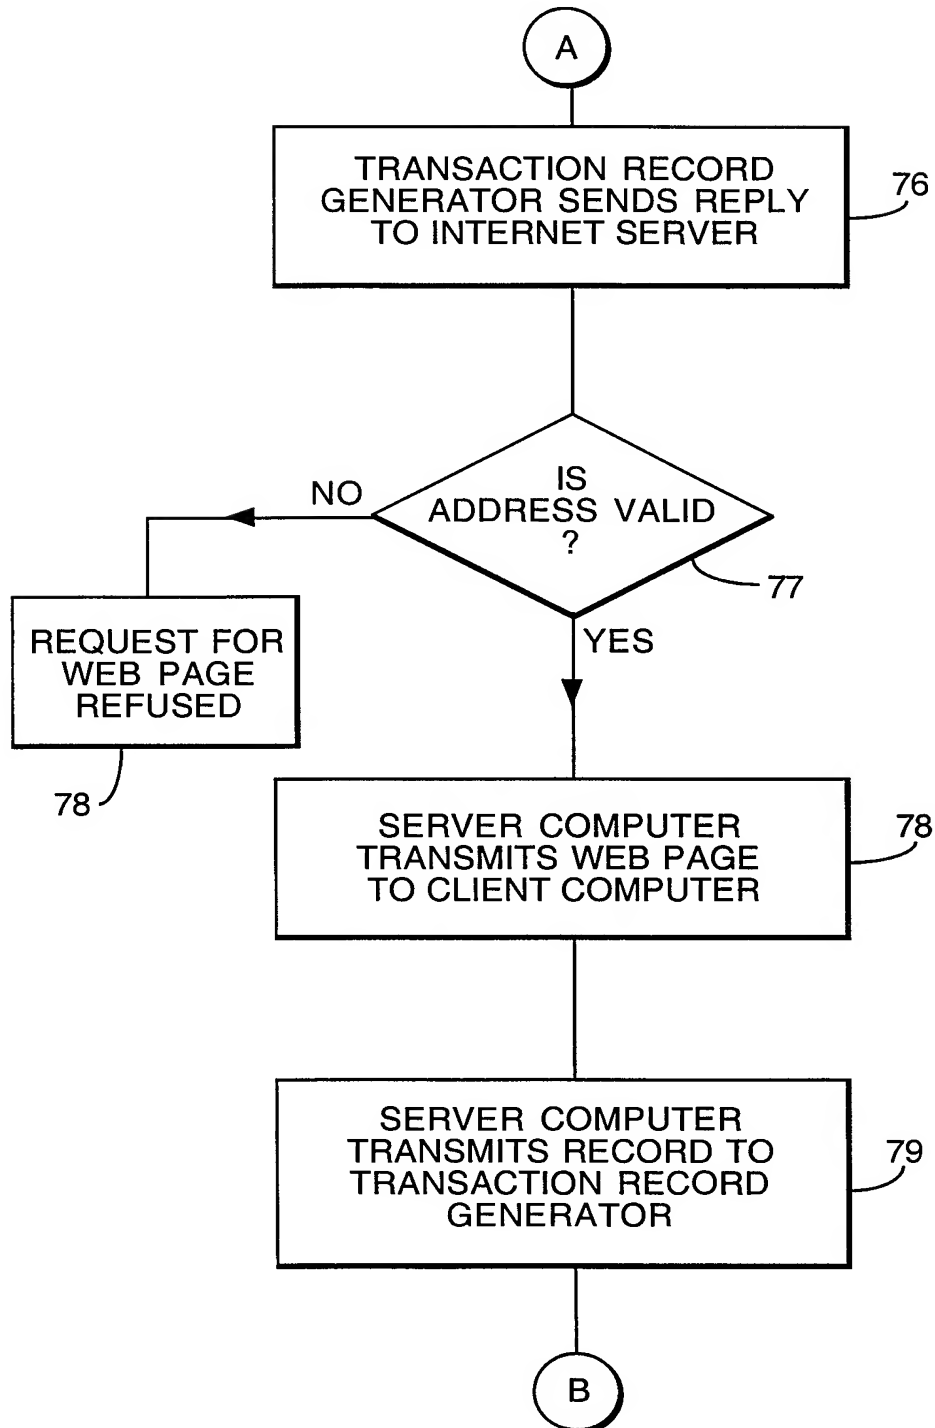 A
TRANSACTION RECORD
GENERATOR SENDS REPLY
TO INTERNET SERVER
76
IS
ADDRESS VALID
?
77
NO
YES
REQUEST FOR
WEB PAGE
REFUSED
78
SERVER COMPUTER
TRANSMITS WEB PAGE
TO CLIENT COMPUTER
78
SERVER COMPUTER
TRANSMITS RECORD TO
TRANSACTION RECORD
GENERATOR
79
B